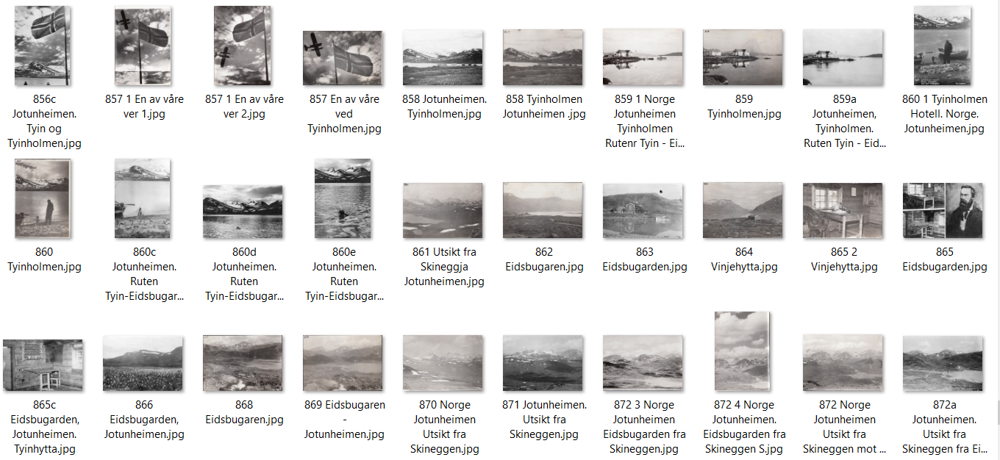 856c
Jotunheimen.
Tyin og
Tyinholmen.jpg
857 1 En av våre
ver 1.jpg
857 1 En av våre
ver 2.jpg
857 En av våre
ved
Tyinholmen.jpg
858 Jotunheimen.
Tyinholmen.jpg
858 Tyinholmen
Jotunheimen .jpg
859 1 Norge
Jotunheimen
Tyinholmen
Rutenr Tyin - Ei...
859
Tyinholmen.jpg
859a
Jotunheimen,
Tyinholmen.
Ruten Tyin - Eid...
860 1 Tyinholmen
Hotell. Norge.
Jotunheimen.jpg
860
Tyinholmen.jpg
860c
Jotunheimen.
Ruten
Tyin-Eidsbugar...
860d
Jotunheimen.
Ruten
Tyin-Eidsbugar...
860e
Jotunheimen.
Ruten
Tyin-Eidsbugar...
861 Utsikt fra
Skineggja
Jotunheimen.jpg
862
Eidsbugaren.jpg
863
Eidsbugarden.jpg
864
Vinjehytta.jpg
865 2
Vinjehytta.jpg
865
Eidsbugarden.jpg
865c
Eidsbugarden,
Jotunheimen.
Tyinhytta.jpg
866
Eidsbugarden,
Jotunheimen.jpg
868
Eidsbugaren.jpg
869 Eidsbugaren
-
Jotunheimen.jpg
870 Norge
Jotunheimen
Utsikt fra
Skineggen.jpg
871 Jotunheimen.
Utsikt fra
Skineggen.jpg
872 3 Norge
Jotunheimen
Eidsbugarden fra
Skineggen.jpg
872 4 Norge
Jotunheimen.
Eidsbugarden fra
Skineggen S.jpg
872 Norge
Jotunheimen
Utsikt fra
Skineggen mot ...
872a
Jotunheimen.
Utsikt fra
Skineggen fra Ei...